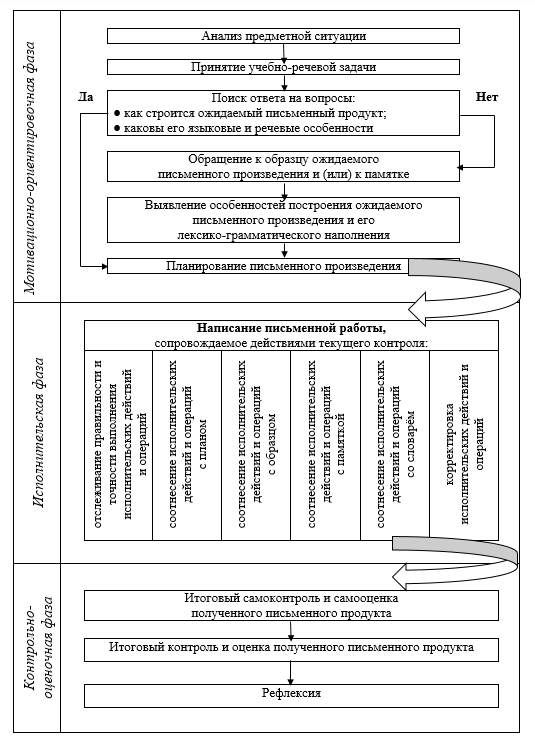 Мотивационно-ориентировочная фаза
Анализ предметной ситуации
Принятие учебно-речевой задачи
Да
Нет
Поиск ответа на вопросы:
● как строится ожидаемый письменный продукт;
● каковы его языковые и речевые особенности
Обращение к образцу ожидаемого
письменного произведения и (или) к памятке
Выявление особенностей построения ожидаемого
письменного произведения и его
лексико-грамматического наполнения
Планирование письменного произведения
Исполнительская фаза
Написание письменной работы,
сопровождаемое действиями текущего контроля:
отслеживание правильности и
точности выполнения
исполнительских действий
и операций
соотнесение исполнительских
действий и операций
с планом
соотнесение исполнительских
действий и операций
с образцом
соотнесение исполнительских
действий и операций
с памяткой
соотнесение исполнительских
действий и операций
со словарём
корректировка
исполнительских действий и
операций
Контрольно-
оценочная фаза
Итоговый самоконтроль и самооценка
полученного письменного продукта
Итоговый контроль и оценка полученного письменного продукта
Рефлексия